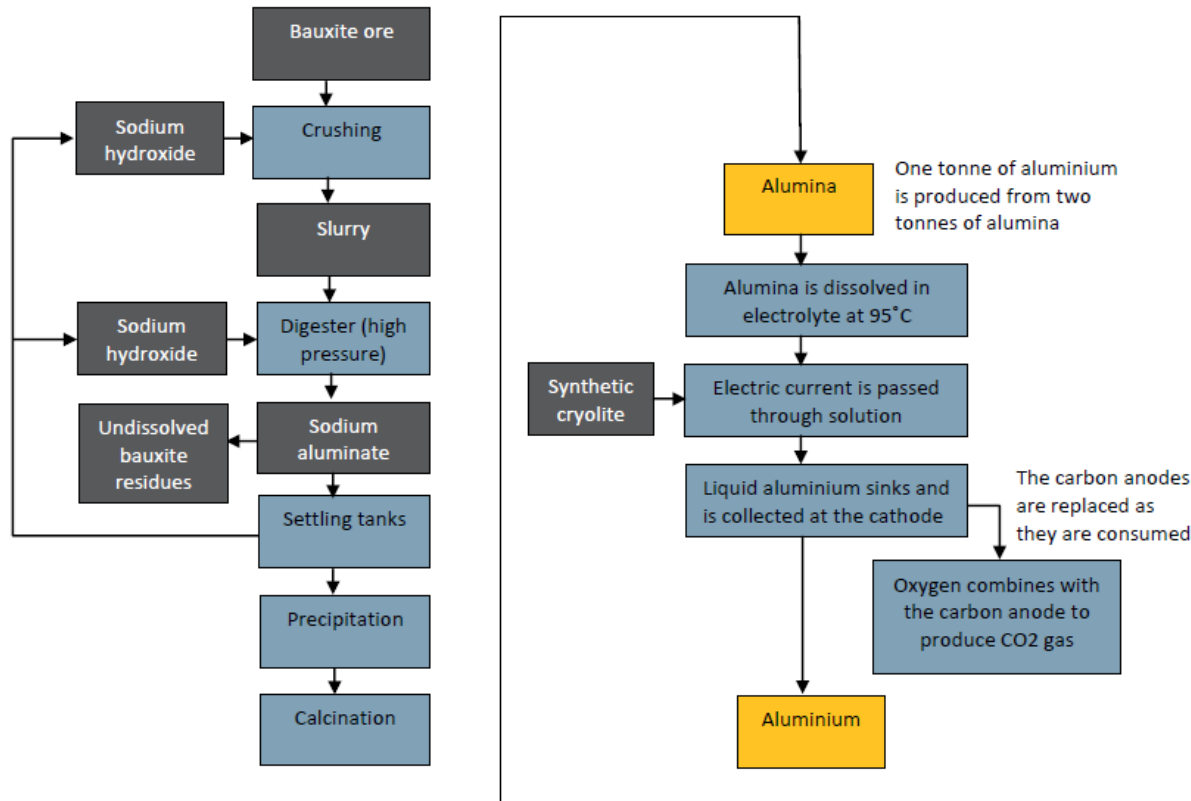 Bauxite ore
Sodium
hydroxide
Crushing
Slurry
Sodium
hydroxide
Digester (high
pressure)
Undissolved
bauxite
residues
Sodium
aluminate
Settling tanks
Precipitation
Calcination
Alumina
One tonne of aluminium
is produced from two
tonnes of alumina
Alumina is dissolved in
electrolyte at 95˚C
Synthetic
cryolite
Electric current is passed
through solution
Liquid aluminium sinks and
is collected at the cathode
The carbon anodes
are replaced as
they are consumed
Oxygen combines with
the carbon anode to
produce CO2 gas
Aluminium